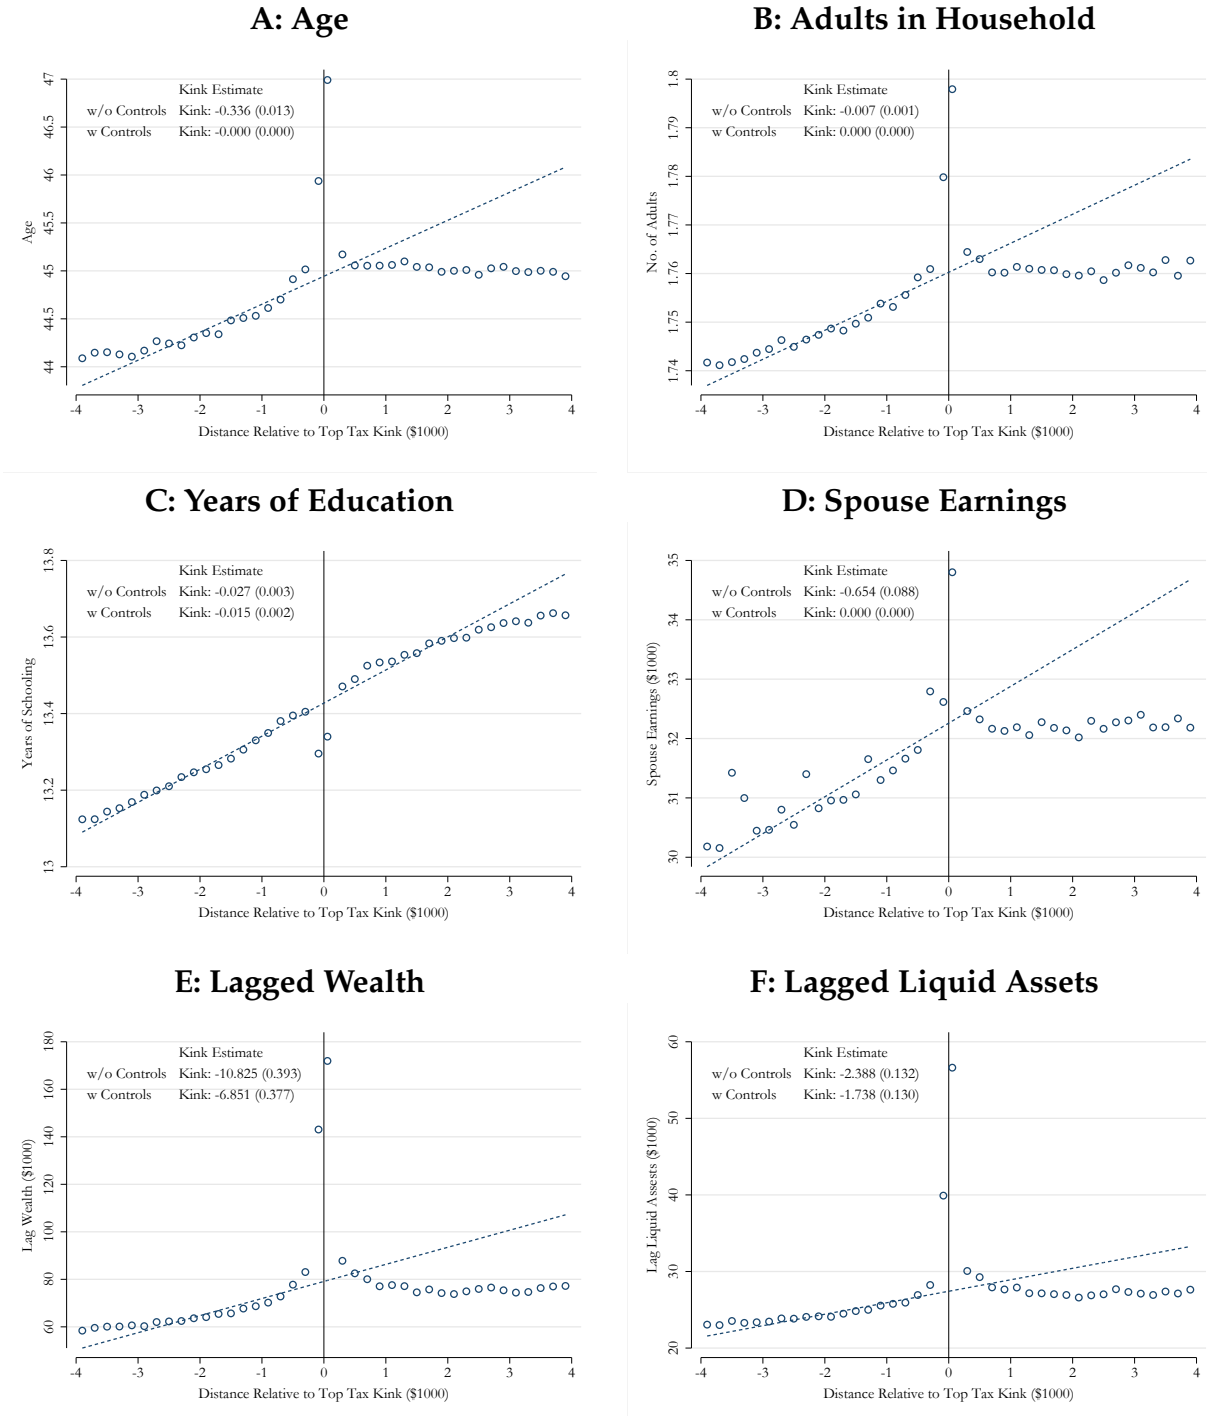 A: Age
Kink Estimate
w/o Controls Kink: -0.336 (0.013)
w Controls Kink: -0.000 (0.000)
47
46.5
46
45.5
45
44.5
44
Age
-4 -3 -2 -1 0 1 2 3 4
Distance Relative to Top Tax Kink ($1000)
B: Adults in Household
Kink Estimate
w/o Controls Kink: -0.007 (0.001)
w Controls Kink: 0.000 (0.000)
1.8
1.79
1.78
1.77
1.76
1.75
1.74
No. of Adults
-4 -3 -2 -1 0 1 2 3 4
Distance Relative to Top Tax Kink ($1000)
C: Years of Education
Kink Estimate
w/o Controls Kink: -0.027 (0.003)
w Controls Kink: -0.015 (0.002)
13.8
13.6
13.4
13.2
13
Years of Schooling
-4 -3 -2 -1 0 1 2 3 4
Distance Relative to Top Tax Kink ($1000)
D: Spouse Earnings
Kink Estimate
w/o Controls Kink: -0.654 (0.088)
w Controls Kink: 0.000 (0.000)
35
34
33
32
31
30
Spouse Earnings ($1000)
-4 -3 -2 -1 0 1 2 3 4
Distance Relative to Top Tax Kink ($1000)
E: Lagged Wealth
Kink Estimate
w/o Controls Kink: -10.825 (0.393)
w Controls Kink: -6.851 (0.377)
180
160
140
120
100
80
60
Lag Wealth ($1000)
-4 -3 -2 -1 0 1 2 3 4
Distance Relative to Top Tax Kink ($1000)
F: Lagged Liquid Assets
Kink Estimate
w/o Controls Kink: -2.388 (0.132)
w Controls Kink: -1.738 (0.130)
60
50
40
30
20
Lag Liquid Assests ($1000)
-4 -3 -2 -1 0 1 2 3 4
Distance Relative to Top Tax Kink ($1000)